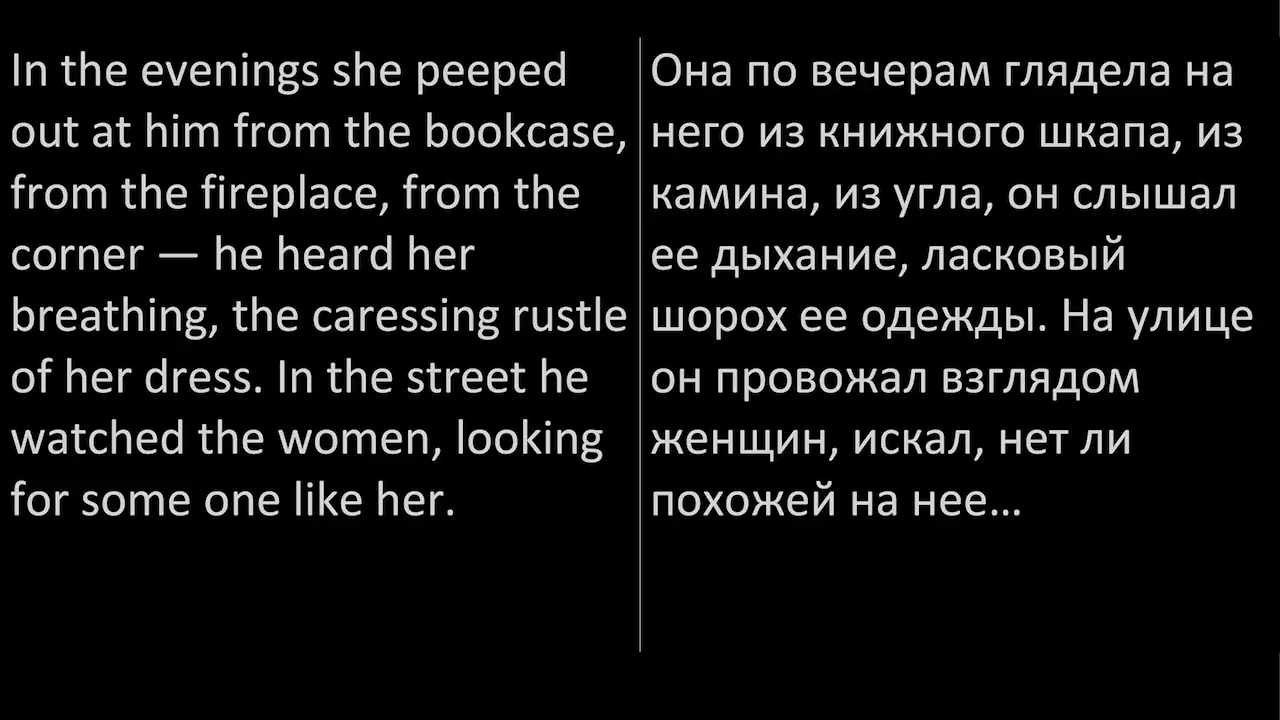 In the evenings she peeped
out at him from the bookcase,
from the fireplace, from the
corner — he heard her
breathing, the caressing rustle
of her dress. In the street he
watched the women, looking
for some one like her.
Она по вечерам глядела на
него из книжного шкапа, из
камина, из угла, он слышал
ее дыхание, ласковый
шорох ее одежды. На улице
он провожал взглядом
женщин, искал, нет ли
похожей на нее…